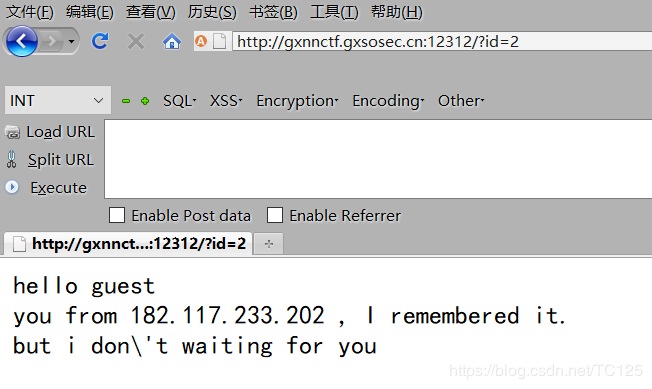 文件(F) 编辑(E) 查看(V) 历史(S) 书签(B) 工具(T) 帮助(H)
http://gxnnctf.gxsosec.cn:12312/?id=2
INT SQL XSS Encryption Encoding Other
Load URL
Split URL
Execute
Enable Post data Enable Referrer
http://gxnnct...:12312/?id=2
hello guest
you from 182.117.233.202 , I remembered it.
but i don\'t waiting for you
https://blog.csdn.net/TC125